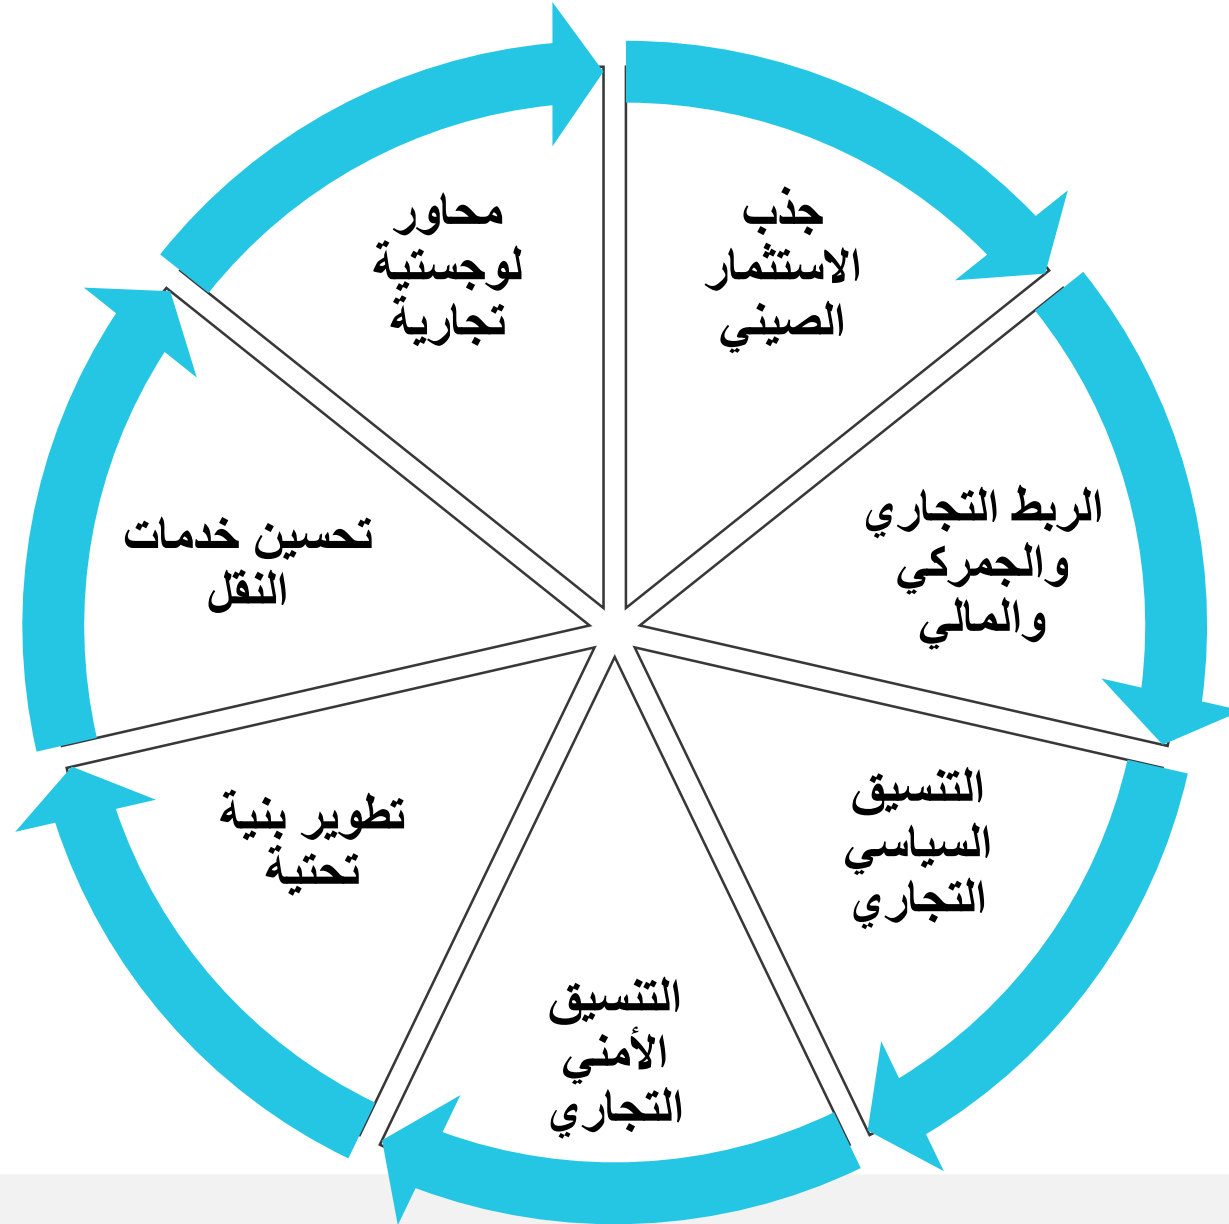 جذب
الاستثمار
الصيني
الربط التجاري
والجمركي
والمالي
التنسيق
السياسي
التجاري
التنسيق
الأمني
التجاري
تطوير بنية
تحتية
تحسين خدمات
النقل
محاور
لوجستية
تجارية